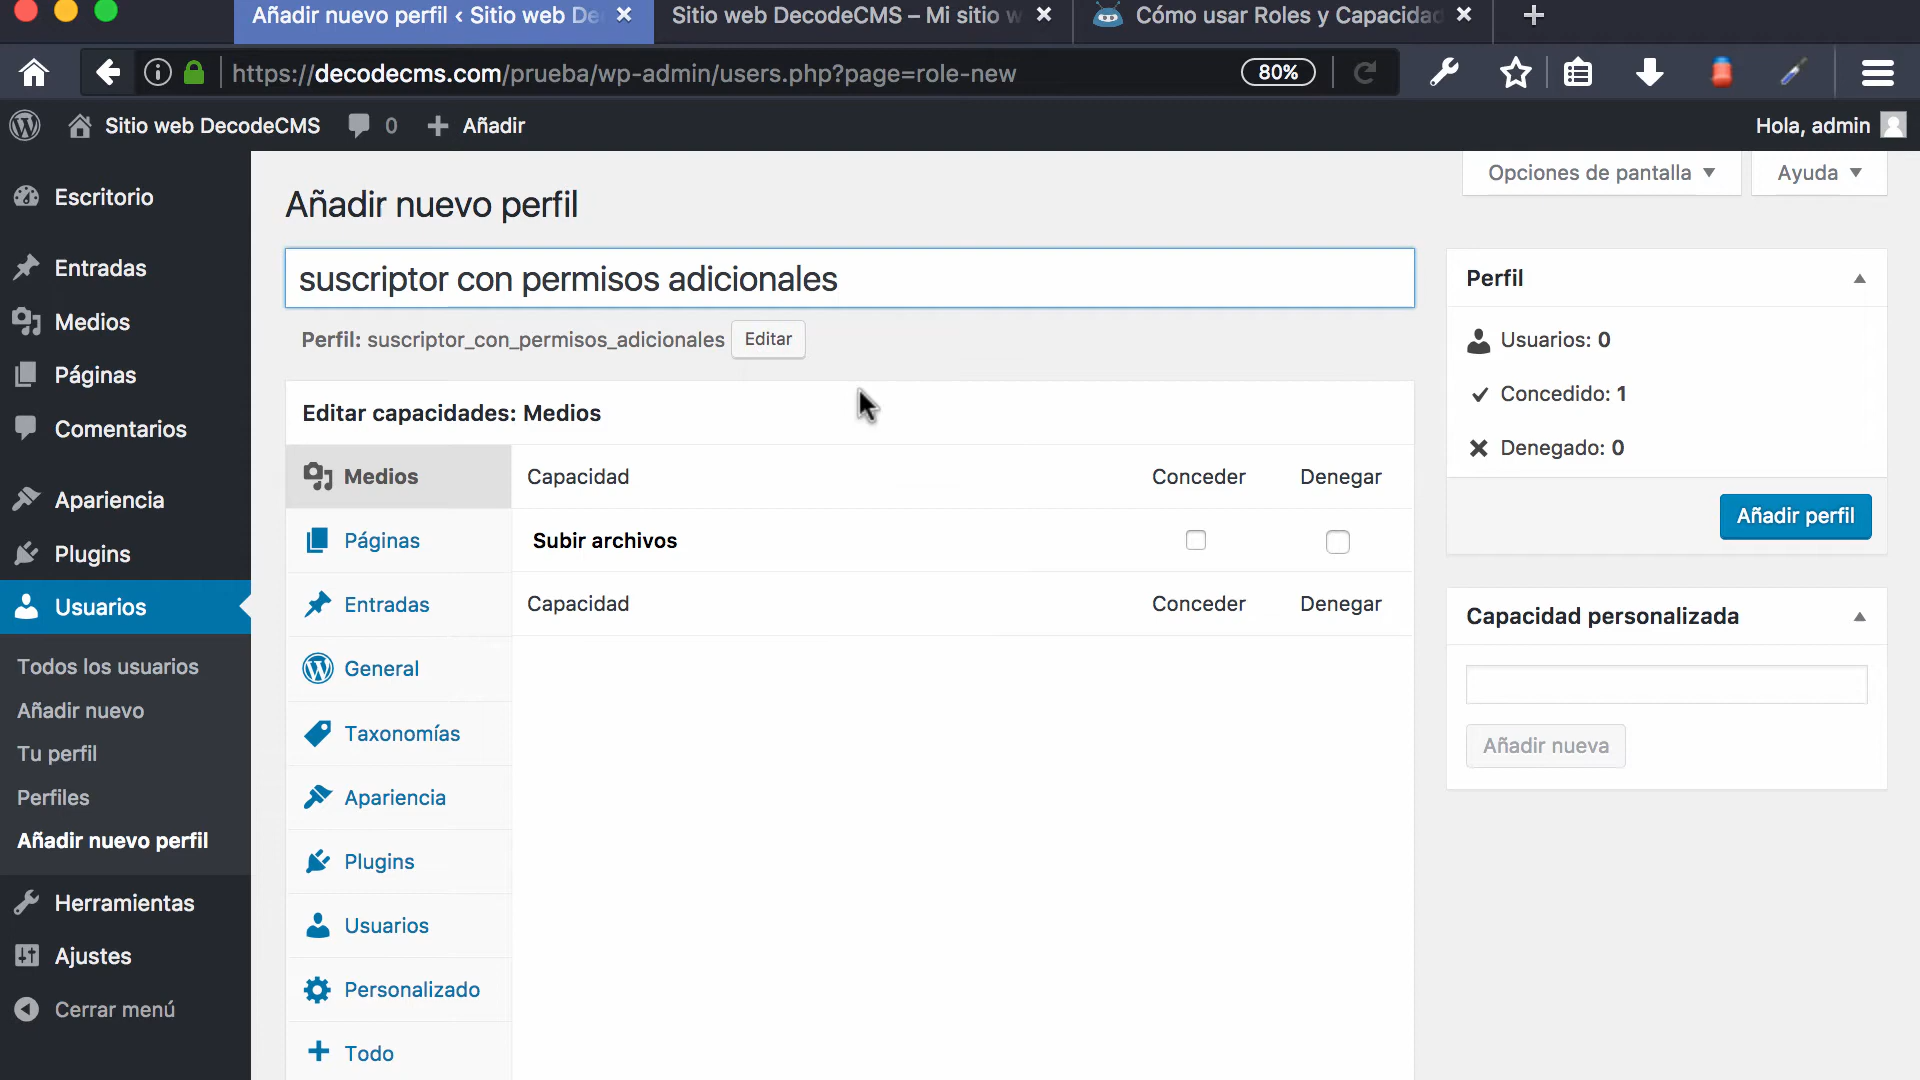 Añadir nuevo perfil ‹ Sitio web De
Sitio web DecodeCMS – Mi sitio w
Cómo usar Roles y Capacidad
https://decodecms.com/prueba/wp-admin/users.php?page=role-new
80%
Sitio web DecodeCMS
0
Añadir
Hola, admin
Escritorio
Entradas
Medios
Páginas
Comentarios
Apariencia
Plugins
Usuarios
Todos los usuarios
Añadir nuevo
Tu perfil
Perfiles
Añadir nuevo perfil
Herramientas
Ajustes
Cerrar menú
Opciones de pantalla
Ayuda
Añadir nuevo perfil
suscriptor con permisos adicionales
Perfil: suscriptor_con_permisos_adicionales
Editar
Editar capacidades: Medios
Medios
Páginas
Entradas
General
Taxonomías
Apariencia
Plugins
Usuarios
Personalizado
Todo
Capacidad Conceder Denegar
Subir archivos
Capacidad Conceder Denegar
Perfil
Usuarios: 0
Concedido: 1
Denegado: 0
Añadir perfil
Capacidad personalizada
Añadir nueva